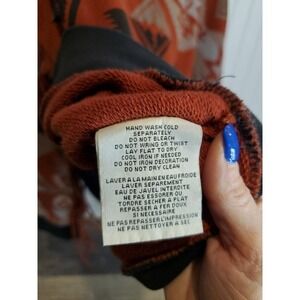 HAND WASH COLD
SEPARATELY
DO NOT BLEACH
DO NOT WRING OR TWIST
LAY FLAT TO DRY
COOL IRON IF NEEDED
DO NOT IRON DECORATION
DO NOT DRY CLEAN
LAVER A LA MAIN EN EAU FROIDE
LAVER SEPAREMENT
EAU DE JAVEL INTERDITE
NE PAS ESSORER OU
TORDRE SECHER A PLAT
REPASSER A FER DOUX
SI NECESSAIRE
NE PAS REPASSER L'IMPRESSION
NE PAS NETTOYER A SEC